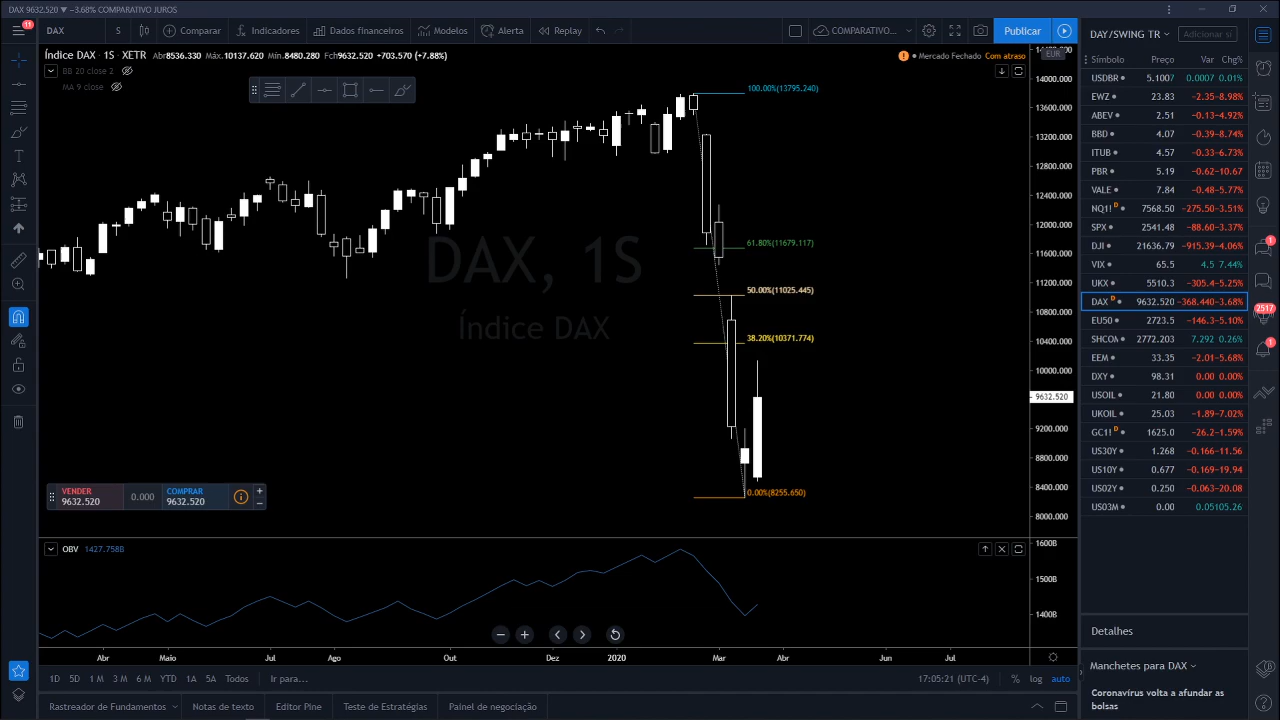 DAX 9632.520 ▼ −3.68% COMPARATIVO JUROS
11
DAX
S
Comparar
Indicadores
Dados financeiros
Modelos
Alerta
Replay
COMPARATIVO...
Publicar
Índice DAX · 1S · XETR Abr8536.330 Máx.10137.620 Mín.8480.280 Fch9632.520 +703.570 (+7.88%)
Mercado Fechado Com atraso
EUR
BB 20 close 2
MA 9 close
DAX, 1S
Índice DAX
100.00%(13795.240)
61.80%(11679.117)
50.00%(11025.445)
38.20%(10371.774)
0.00%(8255.650)
14000.000
13600.000
13200.000
12800.000
12400.000
12000.000
11600.000
11200.000
10800.000
10400.000
10000.000
9632.520
9200.000
8800.000
8400.000
8000.000
VENDER
9632.520
0.000
COMPRAR
9632.520
OBV 1427.758B
1600B
1500B
1400B
Abr Maio Jul Ago Out Dez 2020 Mar Abr Jun Jul
1D 5D 1 M 3 M 6 M YTD 1A 5A Todos Ir para...
17:05:21 (UTC-4) % log auto
Rastreador de Fundamentos Notas de texto Editor Pine Teste de Estratégias Painel de negociação
DAY/SWING TR
Adicionar sí
Símbolo Preço Var Chg%
USDBR 5.1007 0.0007 0.01%
EWZ 23.83 −2.35 −8.98%
ABEV 2.51 −0.13 −4.92%
BBD 4.07 −0.39 −8.74%
ITUB 4.57 −0.33 −6.73%
PBR 5.19 −0.62 −10.67
VALE 7.84 −0.48 −5.77%
NQ1! D 7568.50 −275.50 −3.51%
SPX 2541.48 −88.60 −3.37%
DJI 21636.79 −915.39 −4.06%
VIX 65.5 4.5 7.44%
UKX 5510.3 −305.4 −5.25%
DAX D 9632.520 −368.440 −3.68%
EU50 2723.5 −146.3 −5.10%
SHCOM 2772.203 7.292 0.26%
EEM 33.35 −2.01 −5.68%
DXY 98.31 0.00 0.00%
USOIL 21.80 0.00 0.00%
UKOIL 25.03 −1.89 −7.02%
GC1! D 1625.0 −26.2 −1.59%
US30Y 1.268 −0.166 −11.56
US10Y 0.677 −0.169 −19.94
US02Y 0.250 −0.063 −20.08
US03M 0.00 0.05105.26
Detalhes
Manchetes para DAX
Coronavírus volta a afundar as
bolsas
1
2517
1